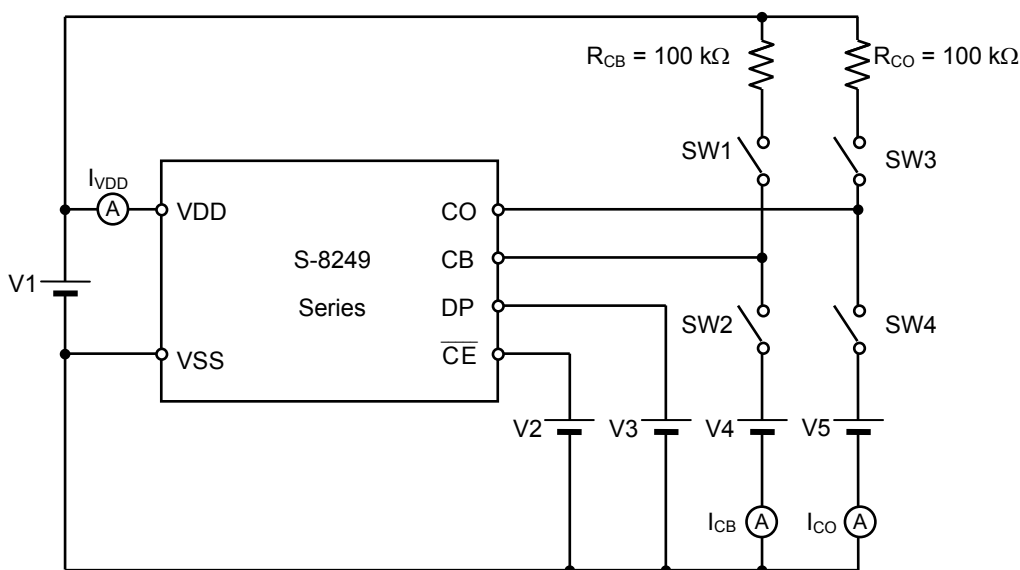 R_CB = 100 kΩ
R_CO = 100 kΩ
SW1
SW3
I_VDD
A
VDD
CO
S-8249
CB
V1
Series
DP
SW2
SW4
VSS
C̅E̅
V2
V3
V4
V5
I_CB
A
I_CO
A